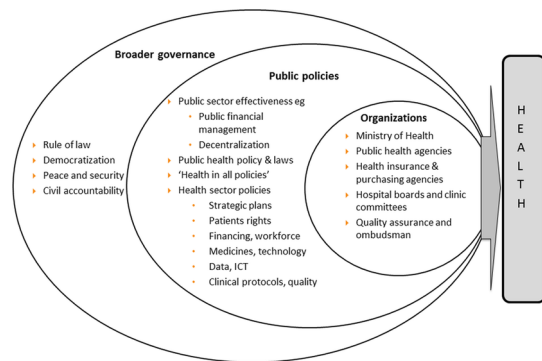 Broader governance
Rule of law
Democratization
Peace and security
Civil accountability
Public policies
Public sector effectiveness eg
Public financial
management
Decentralization
Public health policy & laws
‘Health in all policies’
Health sector policies
Strategic plans
Patients rights
Financing, workforce
Medicines, technology
Data, ICT
Clinical protocols, quality
Organizations
Ministry of Health
Public health agencies
Health insurance &
purchasing agencies
Hospital boards and clinic
committees
Quality assurance and
ombudsman
H
E
A
L
T
H